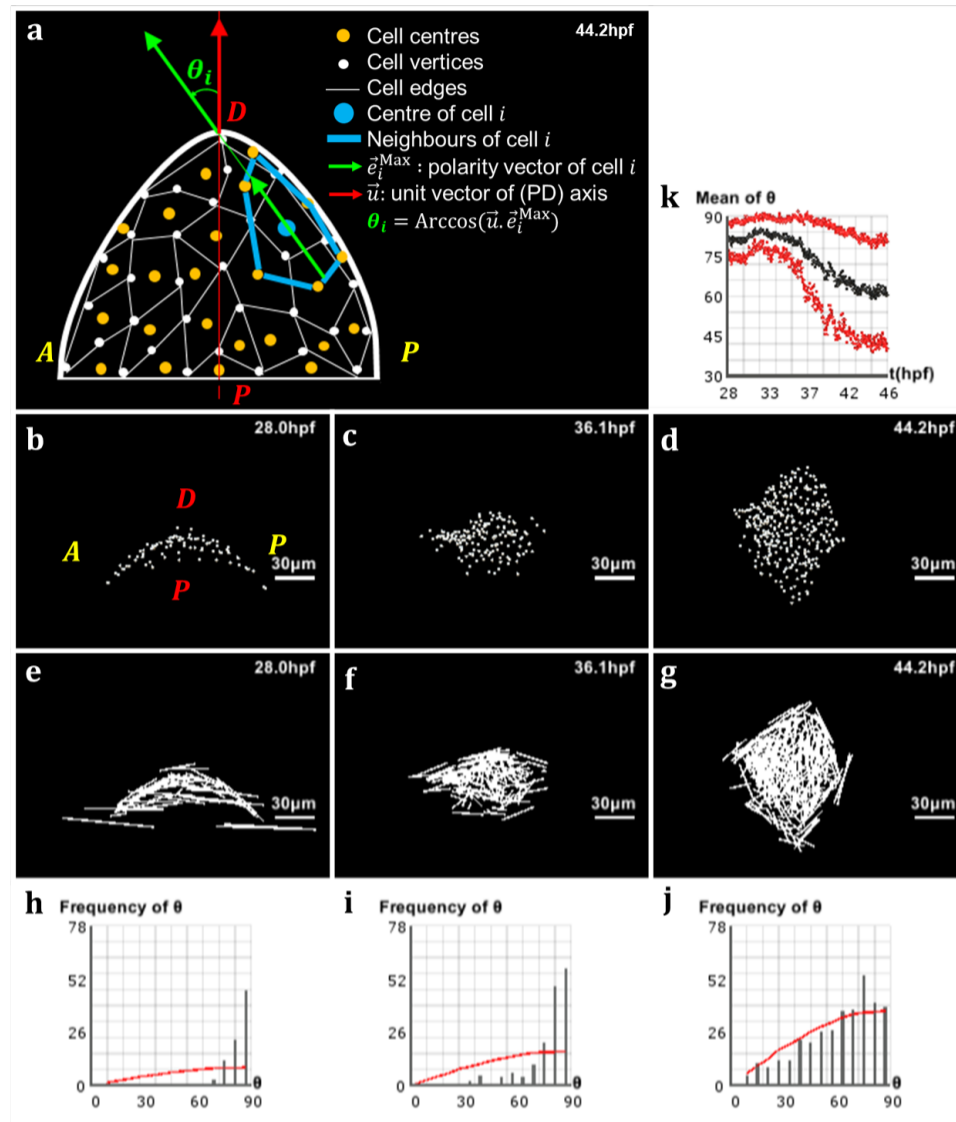 a
44.2hpf
Cell centres
Cell vertices
Cell edges
Centre of cell i
Neighbours of cell i
e⃗ᵢᴹᵃˣ : polarity vector of cell i
u⃗: unit vector of (PD) axis
θᵢ = Arccos(u⃗.e⃗ᵢᴹᵃˣ)
θᵢ
D
A
P
P
k
Mean of θ
90
75
60
45
30
t(hpf)
28 33 37 42 46
b
28.0hpf
D
A
P
P
30μm
c
36.1hpf
30μm
d
44.2hpf
30μm
e
28.0hpf
30μm
f
36.1hpf
30μm
g
44.2hpf
30μm
h
Frequency of θ
78
52
26
0
θ
0 30 60 90
i
Frequency of θ
78
52
26
0
θ
0 30 60 90
j
Frequency of θ
78
52
26
0
θ
0 30 60 90